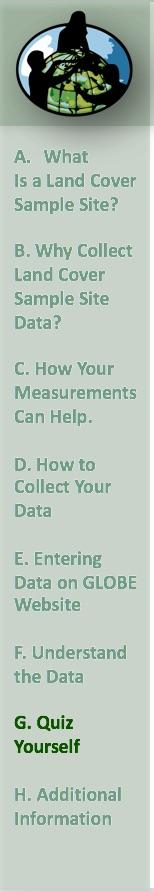 A. What
Is a Land Cover
Sample Site?
B. Why Collect
Land Cover
Sample Site
Data?
C. How Your
Measurements
Can Help.
D. How to
Collect Your
Data
E. Entering
Data on GLOBE
Website
F. Understand
the Data
G. Quiz
Yourself
H. Additional
Information